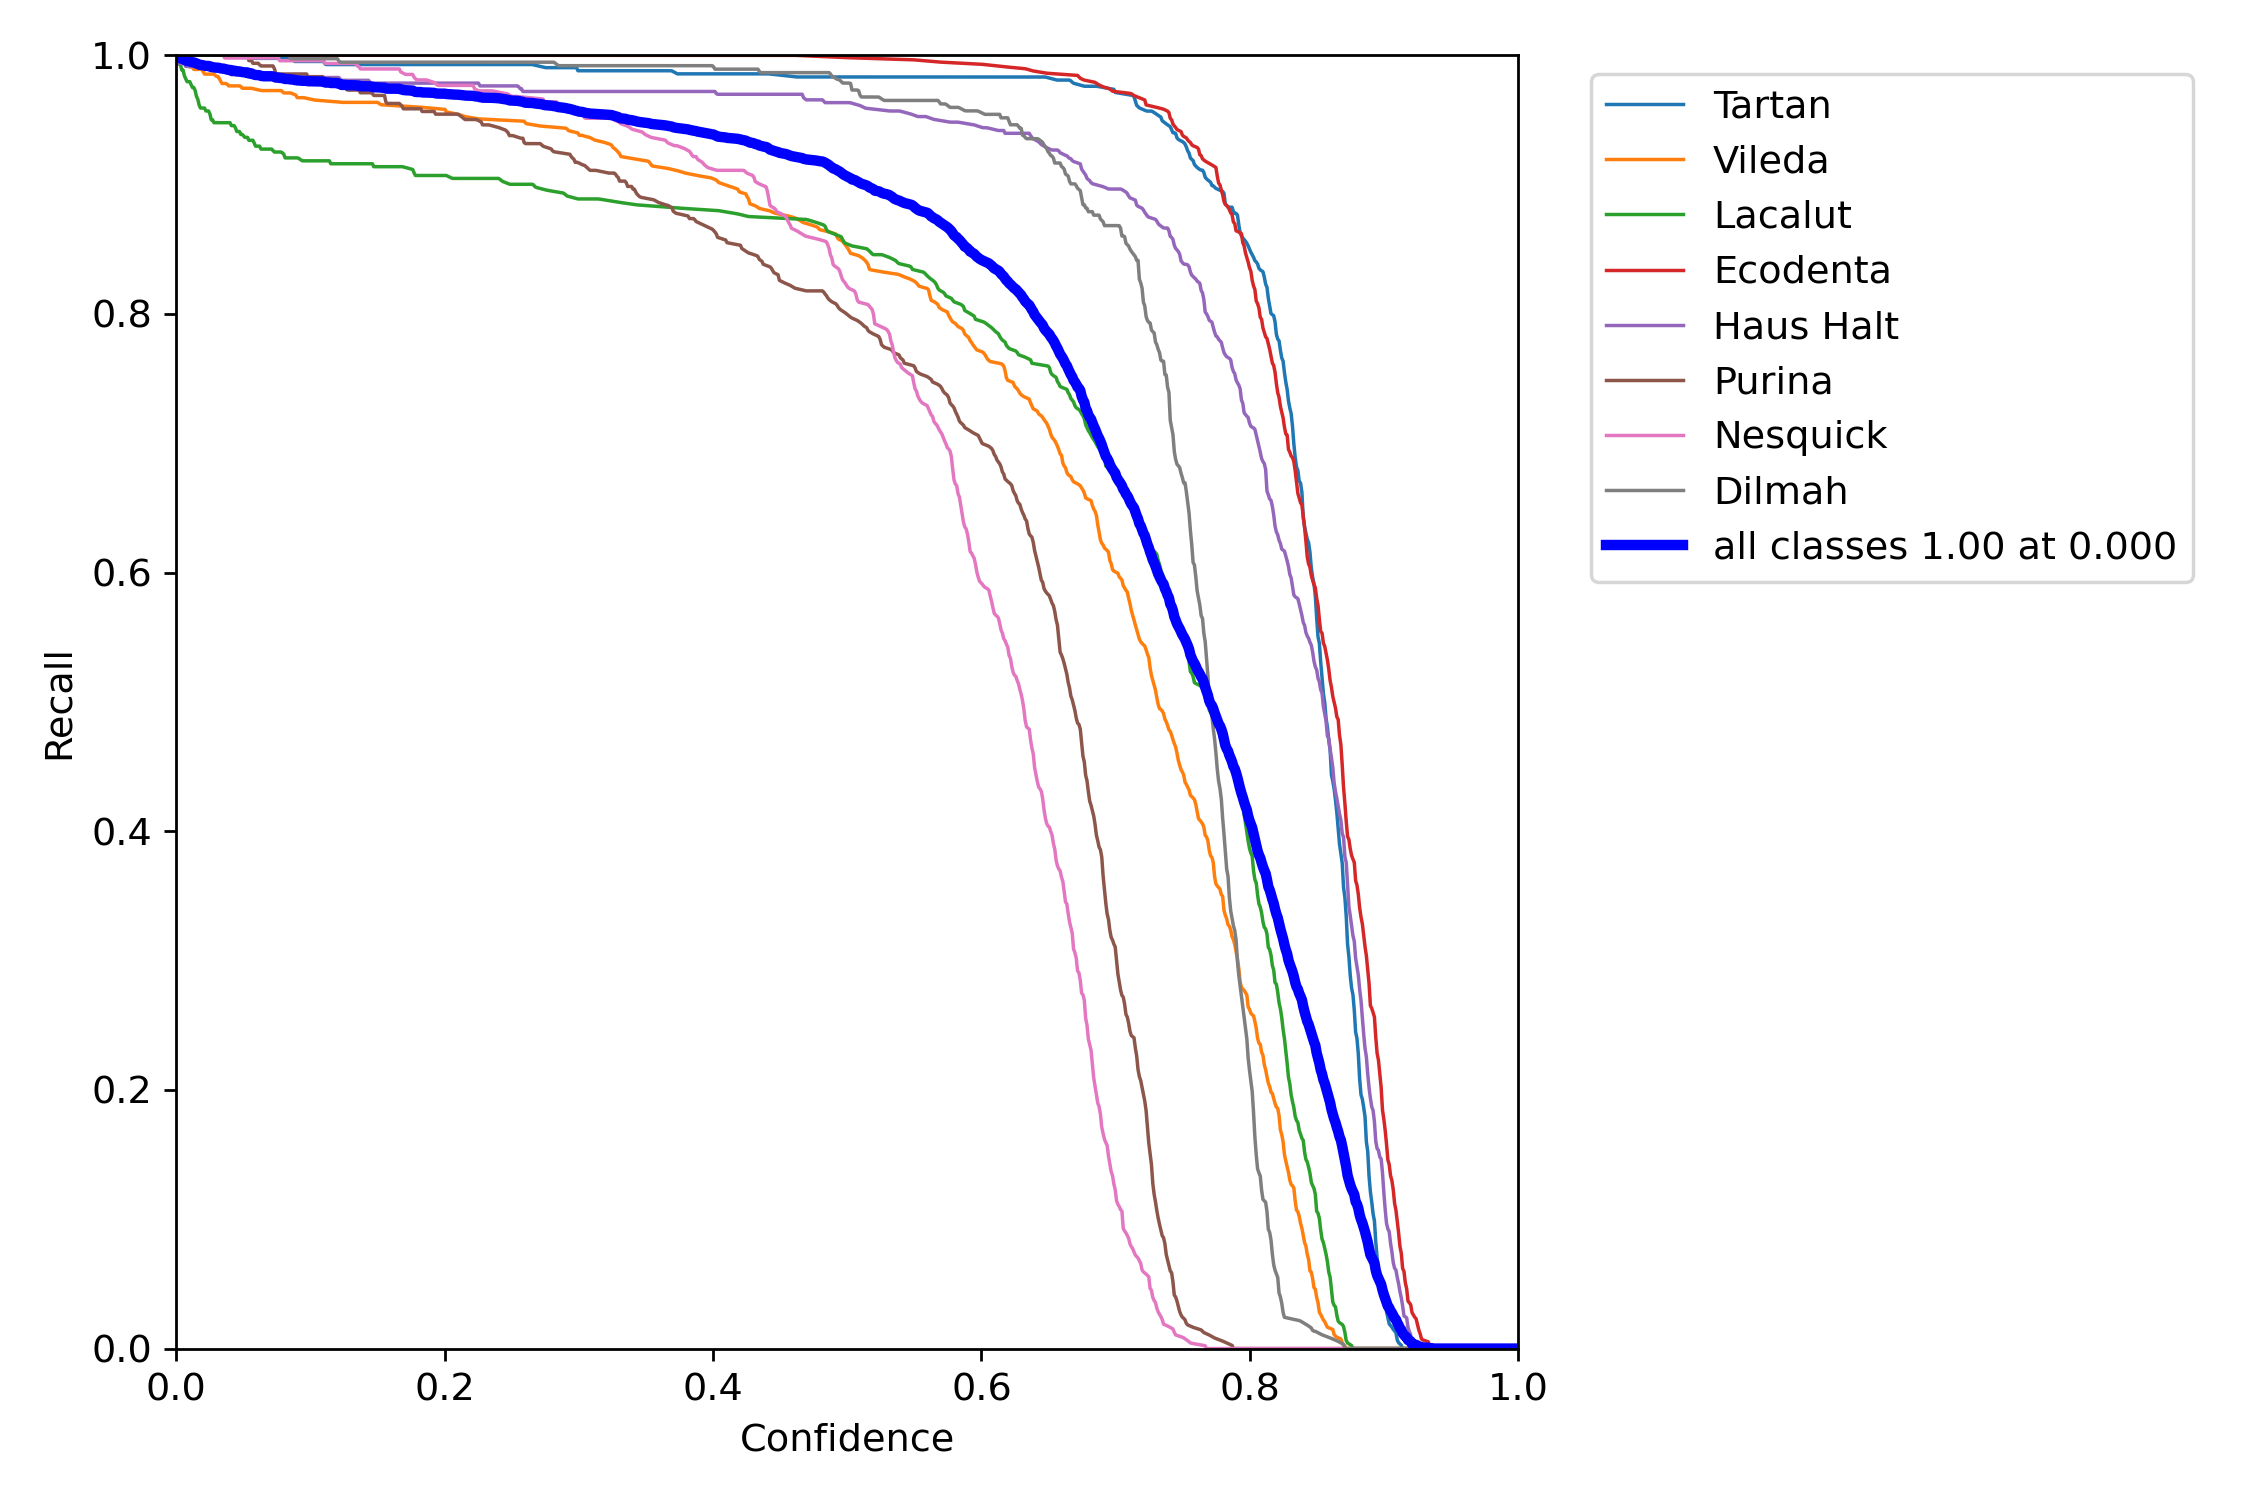 1.0
0.8
0.6
0.4
0.2
0.0
Recall
0.0 0.2 0.4 0.6 0.8 1.0
Confidence
Tartan
Vileda
Lacalut
Ecodenta
Haus Halt
Purina
Nesquick
Dilmah
all classes 1.00 at 0.000